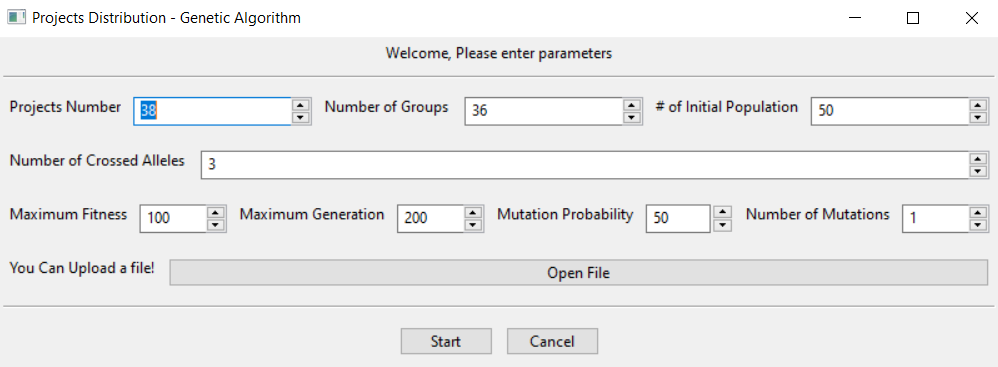 Projects Distribution - Genetic Algorithm
Welcome, Please enter parameters
Projects Number 38 Number of Groups 36 # of Initial Population 50
Number of Crossed Alleles 3
Maximum Fitness 100 Maximum Generation 200 Mutation Probability 50 Number of Mutations 1
You Can Upload a file! Open File
Start Cancel